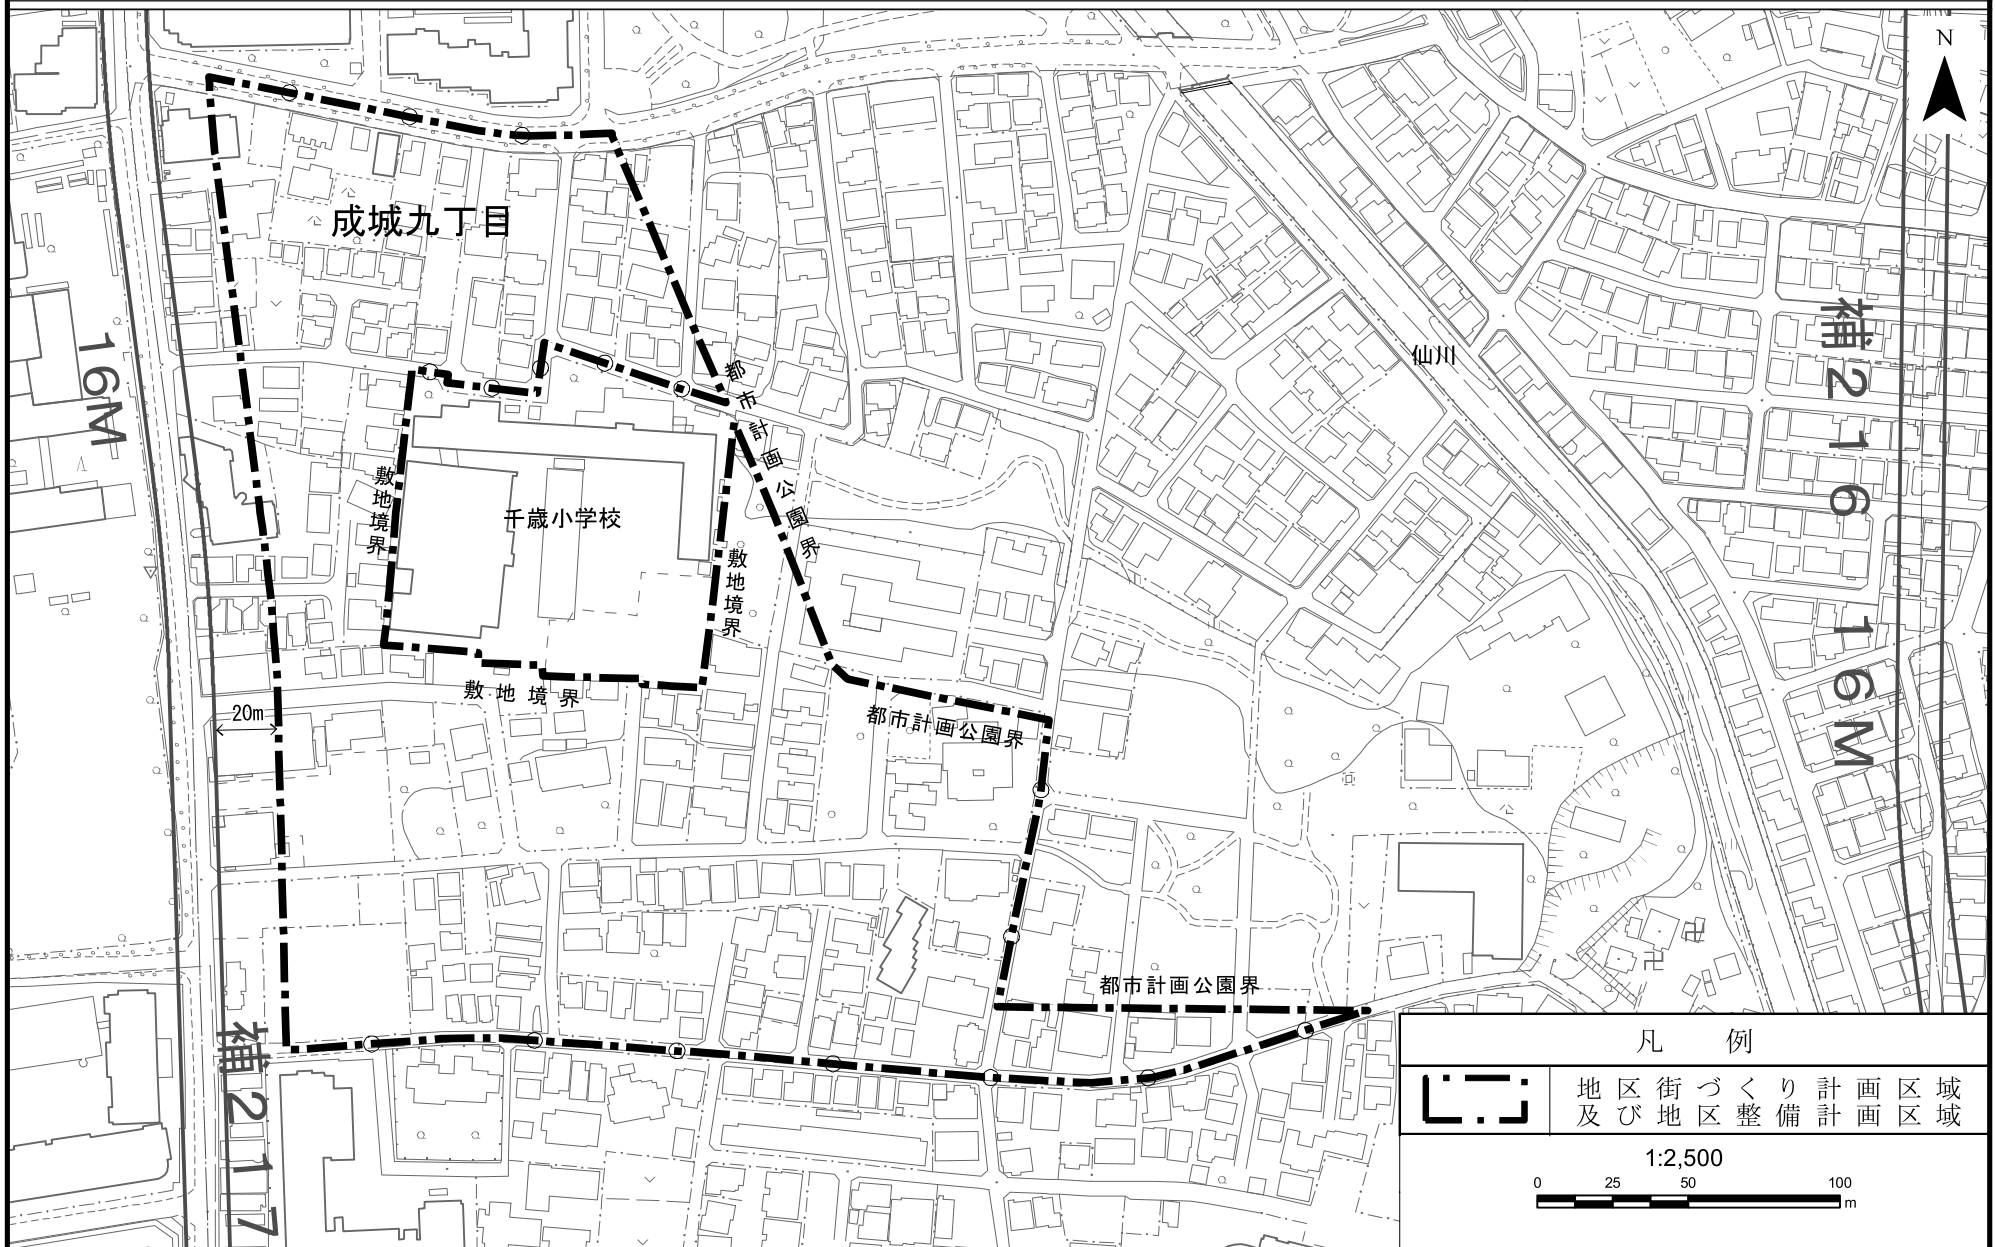 N
成城九丁目
16M
仙川
補216 16M
都市計画公園界
敷地境界
千歳小学校
敷地境界
敷地境界
20m
都市計画公園界
都市計画公園界
補217
凡 例
地区街づくり計画区域
及び地区整備計画区域
1:2,500
0 25 50 100
m